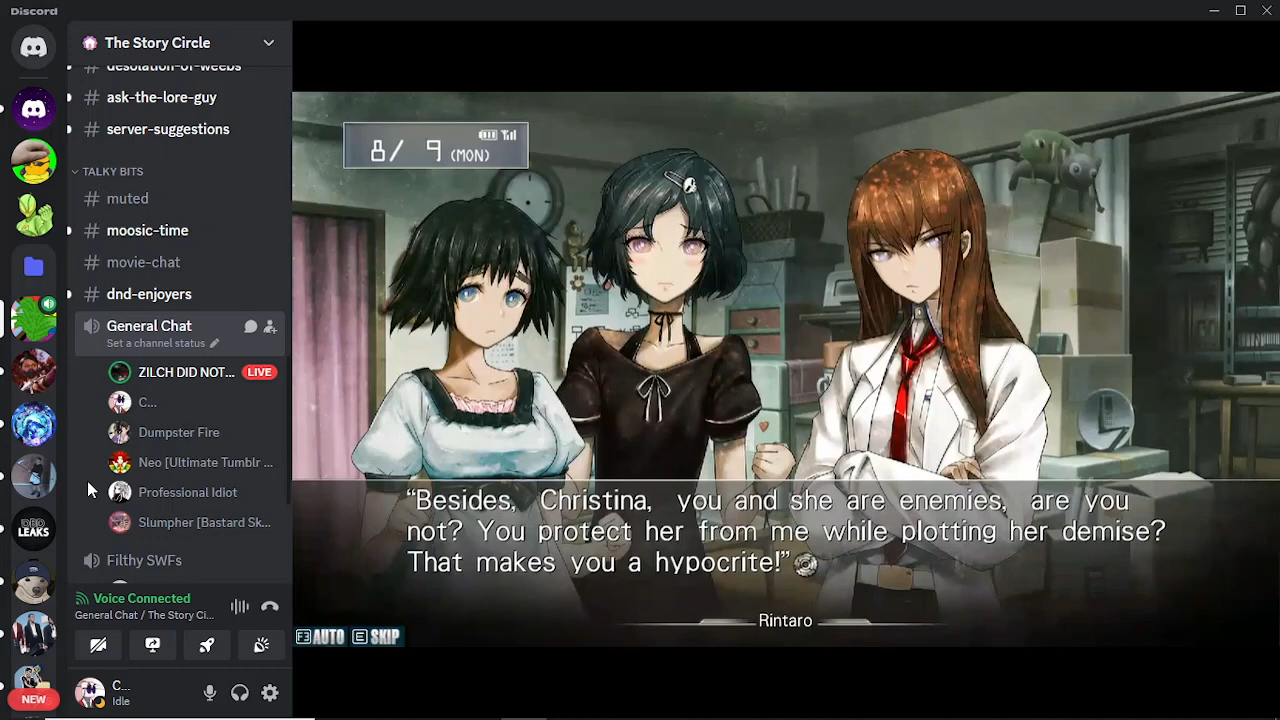 Discord
The Story Circle
desolation-of-weebs
ask-the-lore-guy
server-suggestions
TALKY BITS
muted
moosic-time
movie-chat
dnd-enjoyers
General Chat
Set a channel status
ZILCH DID NOT... LIVE
C...
Dumpster Fire
Neo [Ultimate Tumblr ...
Professional Idiot
Slumpher [Bastard Sk...
Filthy SWFs
Voice Connected
General Chat / The Story Ci...
C...
Idle
LEAKS
NEW
8/ 9 (MON)
“Besides, Christina, you and she are enemies, are you
not? You protect her from me while plotting her demise?
That makes you a hypocrite!”
Rintaro
F3 AUTO E SKIP